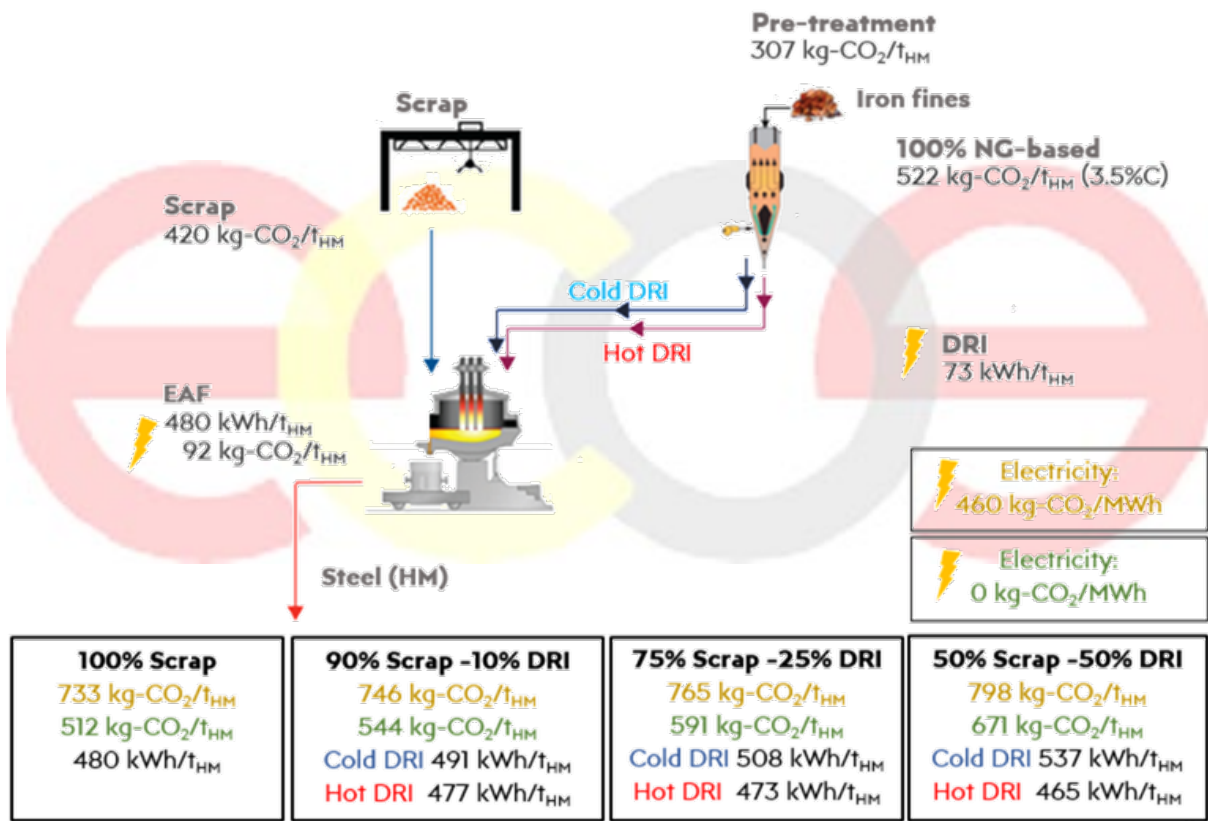 Pre-treatment
307 kg-CO₂/tHM
Iron fines
Scrap
100% NG-based
522 kg-CO₂/tHM (3.5%C)
Scrap
420 kg-CO₂/tHM
Cold DRI
Hot DRI
DRI
73 kWh/tHM
EAF
480 kWh/tHM
92 kg-CO₂/tHM
Electricity:
460 kg-CO₂/MWh
Electricity:
0 kg-CO₂/MWh
Steel (HM)
100% Scrap
733 kg-CO₂/tHM
512 kg-CO₂/tHM
480 kWh/tHM
90% Scrap -10% DRI
746 kg-CO₂/tHM
544 kg-CO₂/tHM
Cold DRI 491 kWh/tHM
Hot DRI 477 kWh/tHM
75% Scrap -25% DRI
765 kg-CO₂/tHM
591 kg-CO₂/tHM
Cold DRI 508 kWh/tHM
Hot DRI 473 kWh/tHM
50% Scrap -50% DRI
798 kg-CO₂/tHM
671 kg-CO₂/tHM
Cold DRI 537 kWh/tHM
Hot DRI 465 kWh/tHM